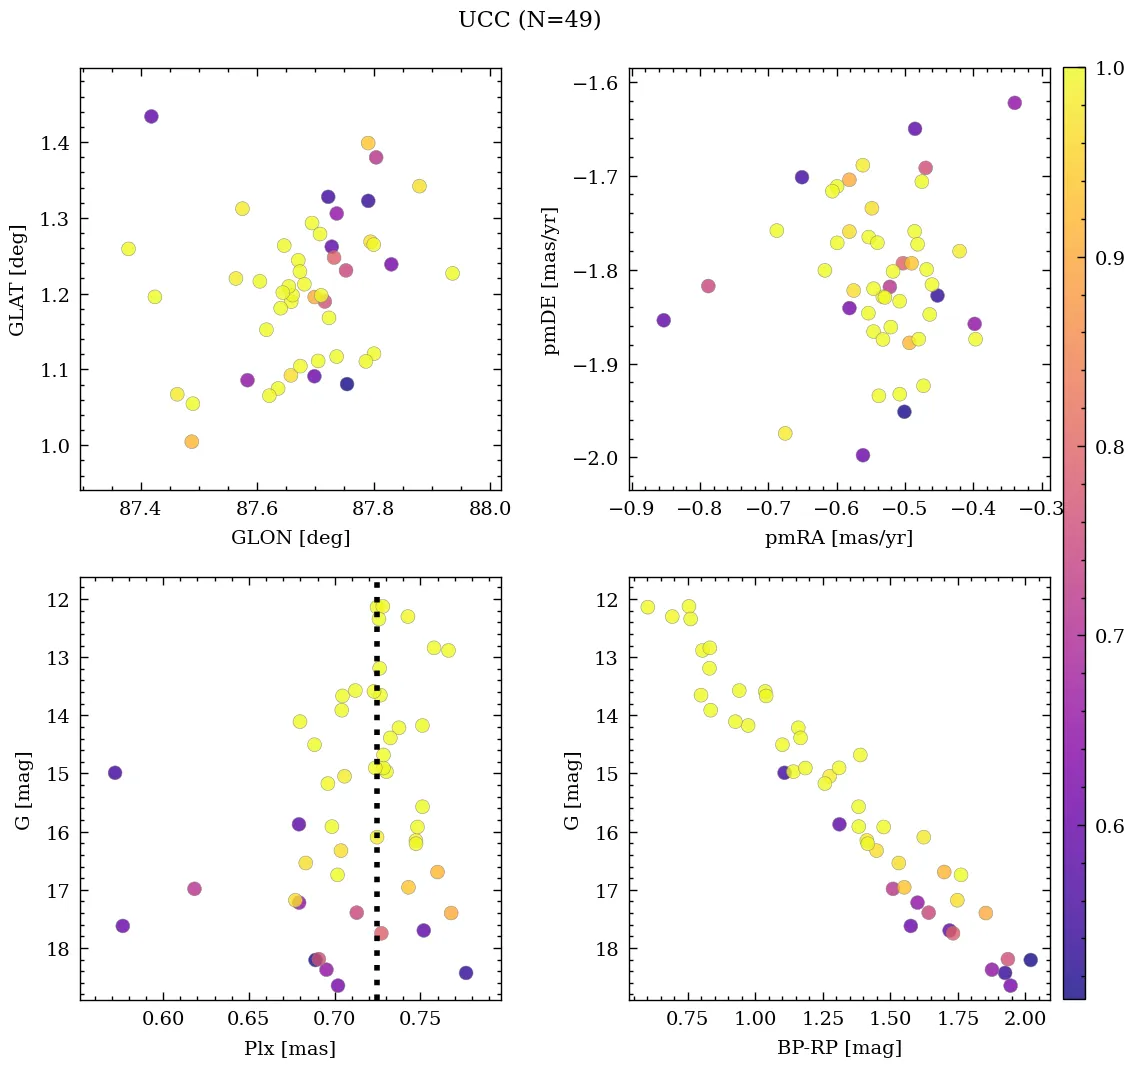 UCC (N=49)
1.4
1.3
1.2
1.1
1.0
GLAT [deg]
87.4 87.6 87.8 88.0
GLON [deg]
−1.6
−1.7
−1.8
−1.9
−2.0
pmDE [mas/yr]
−0.9 −0.8 −0.7 −0.6 −0.5 −0.4 −0.3
pmRA [mas/yr]
12
13
14
15
16
17
18
G [mag]
0.60 0.65 0.70 0.75
Plx [mas]
12
13
14
15
16
17
18
G [mag]
0.75 1.00 1.25 1.50 1.75 2.00
BP-RP [mag]
1.0
0.9
0.8
0.7
0.6